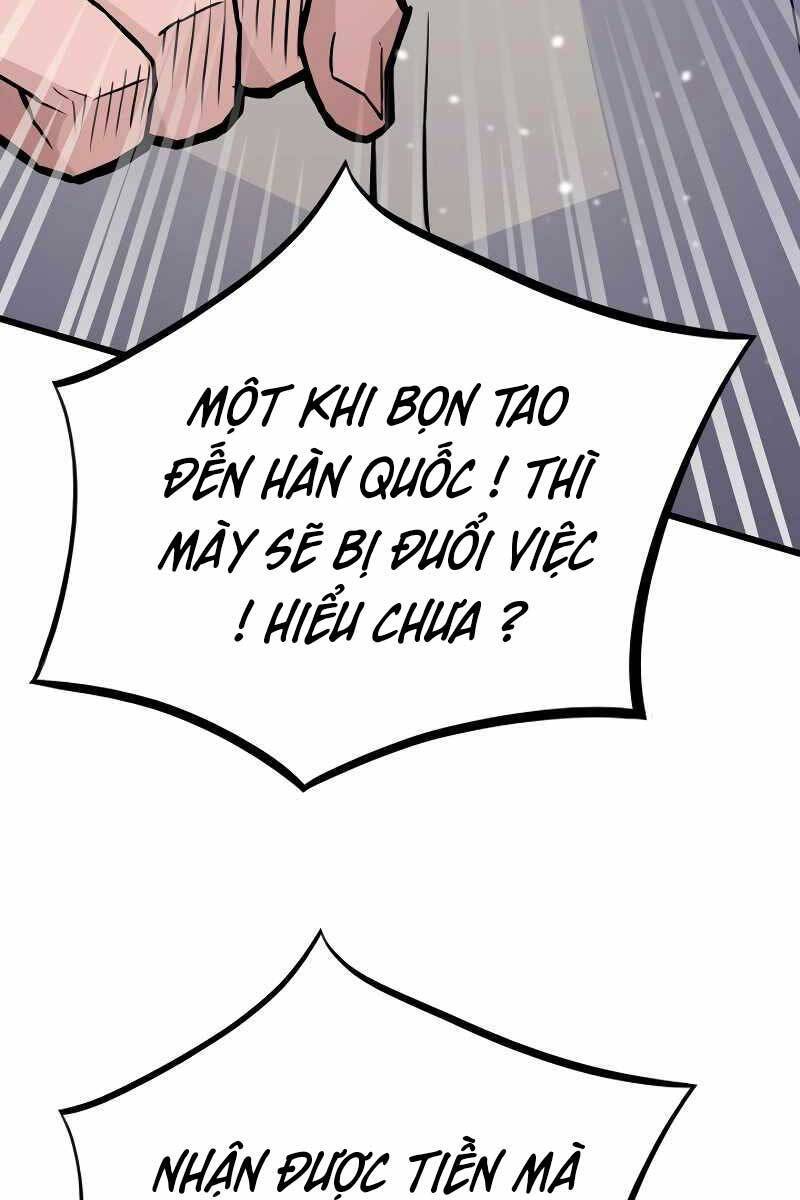 MỘT KHI BỌN TAO
ĐẾN HÀN QUỐC ! THÌ
MÀY SẼ BỊ ĐUỔI VIỆC
! HIỂU CHƯA ?
NHẬN ĐƯỢC TIỀN MÀ